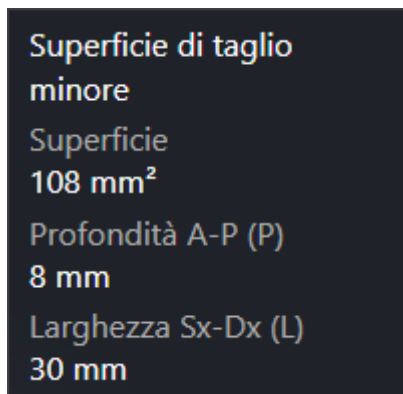 Superficie di taglio
minore
Superficie
108 mm²
Profondità A-P (P)
8 mm
Larghezza Sx-Dx (L)
30 mm